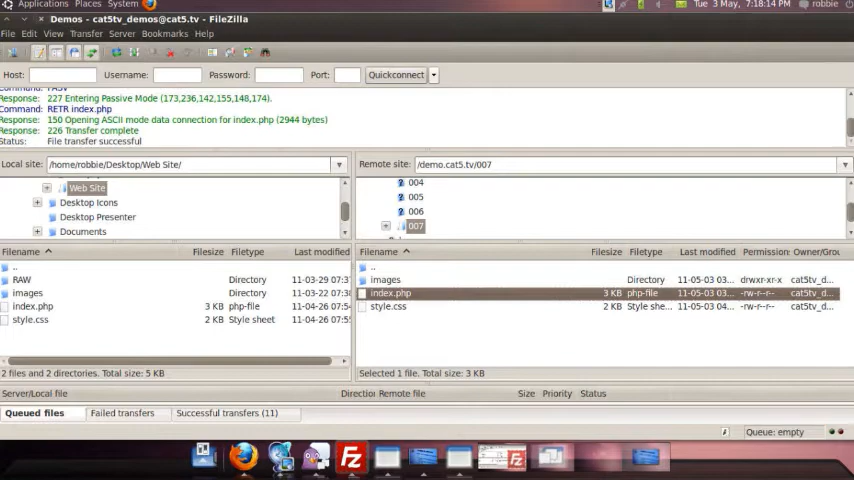 Applications Places System
Tue 3 May, 7:18:14 PM robbie
Demos - cat5tv_demos@cat5.tv - FileZilla
File Edit View Transfer Server Bookmarks Help
Host: Username: Password: Port: Quickconnect
Command: PASV
Response: 227 Entering Passive Mode (173,236,142,155,148,174).
Command: RETR index.php
Response: 150 Opening ASCII mode data connection for index.php (2944 bytes)
Response: 226 Transfer complete
Status: File transfer successful
Local site: /home/robbie/Desktop/Web Site/
Remote site: /demo.cat5.tv/007
Web Site
Desktop Icons
Desktop Presenter
Documents
004
005
006
007
Filename Filesize Filetype Last modified
..
RAW Directory 11-03-29 07:3
images Directory 11-03-22 07:3
index.php 3 KB php-file 11-04-26 07:5
style.css 2 KB Style sheet 11-04-26 07:5
2 files and 2 directories. Total size: 5 KB
Filename Filesize Filetype Last modified Permission: Owner/Grou
..
images Directory 11-05-03 03... drwxr-xr-x cat5tv_d...
index.php 3 KB php-file 11-05-03 03... -rw-r--r-- cat5tv_d...
style.css 2 KB Style she... 11-05-03 04... -rw-r--r-- cat5tv_d...
Selected 1 file. Total size: 3 KB
Server/Local file Direction Remote file Size Priority Status
Queued files Failed transfers Successful transfers (11)
Queue: empty